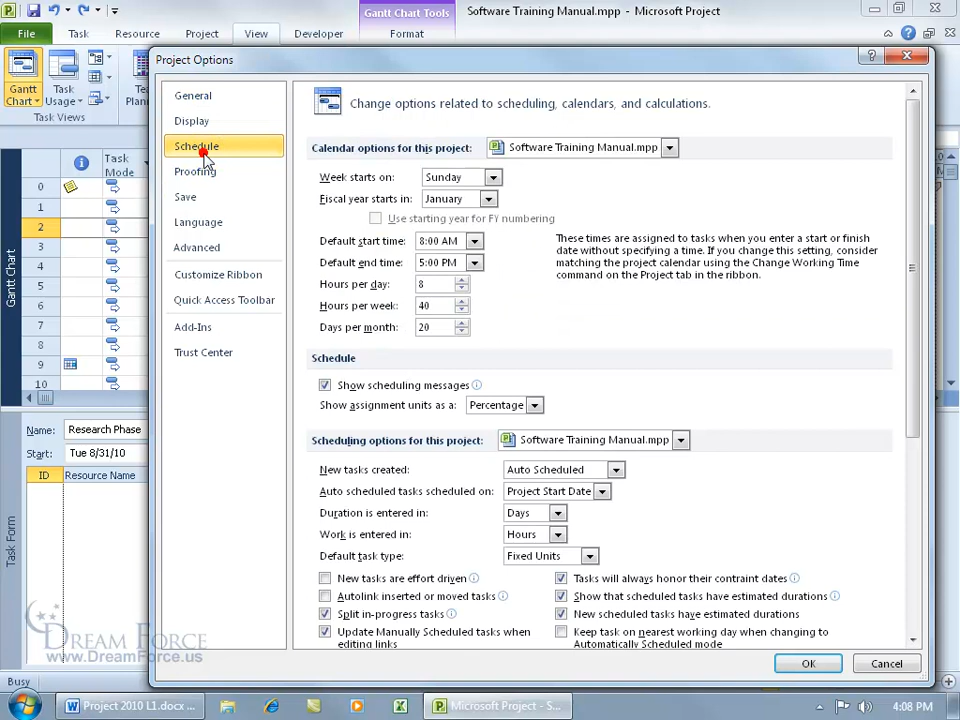 Gantt Chart Tools
Software Training Manual.mpp - Microsoft Project
File Task Resource Project View Developer Format
Gantt Chart
Task Usage
Task Views
Project Options
General
Display
Schedule
Proofing
Save
Language
Advanced
Customize Ribbon
Quick Access Toolbar
Add-Ins
Trust Center
Change options related to scheduling, calendars, and calculations.
Calendar options for this project: Software Training Manual.mpp
Week starts on: Sunday
Fiscal year starts in: January
Use starting year for FY numbering
Default start time: 8:00 AM
Default end time: 5:00 PM
Hours per day: 8
Hours per week: 40
Days per month: 20
These times are assigned to tasks when you enter a start or finish
date without specifying a time. If you change this setting, consider
matching the project calendar using the Change Working Time
command on the Project tab in the ribbon.
Schedule
Show scheduling messages
Show assignment units as a: Percentage
Scheduling options for this project: Software Training Manual.mpp
New tasks created: Auto Scheduled
Auto scheduled tasks scheduled on: Project Start Date
Duration is entered in: Days
Work is entered in: Hours
Default task type: Fixed Units
New tasks are effort driven
Autolink inserted or moved tasks
Split in-progress tasks
Update Manually Scheduled tasks when
editing links
Tasks will always honor their contraint dates
Show that scheduled tasks have estimated durations
New scheduled tasks have estimated durations
Keep task on nearest working day when changing to
Automatically Scheduled mode
OK Cancel
Task Mode
0
1
2
3
4
5
6
7
8
9
10
Gantt Chart
Name: Research Phase
Start: Tue 8/31/10
ID Resource Name
Task Form
DREAM FORCE
www.DreamForce.us
Busy
Project 2010 L1.docx ...
Microsoft Project - S...
4:08 PM